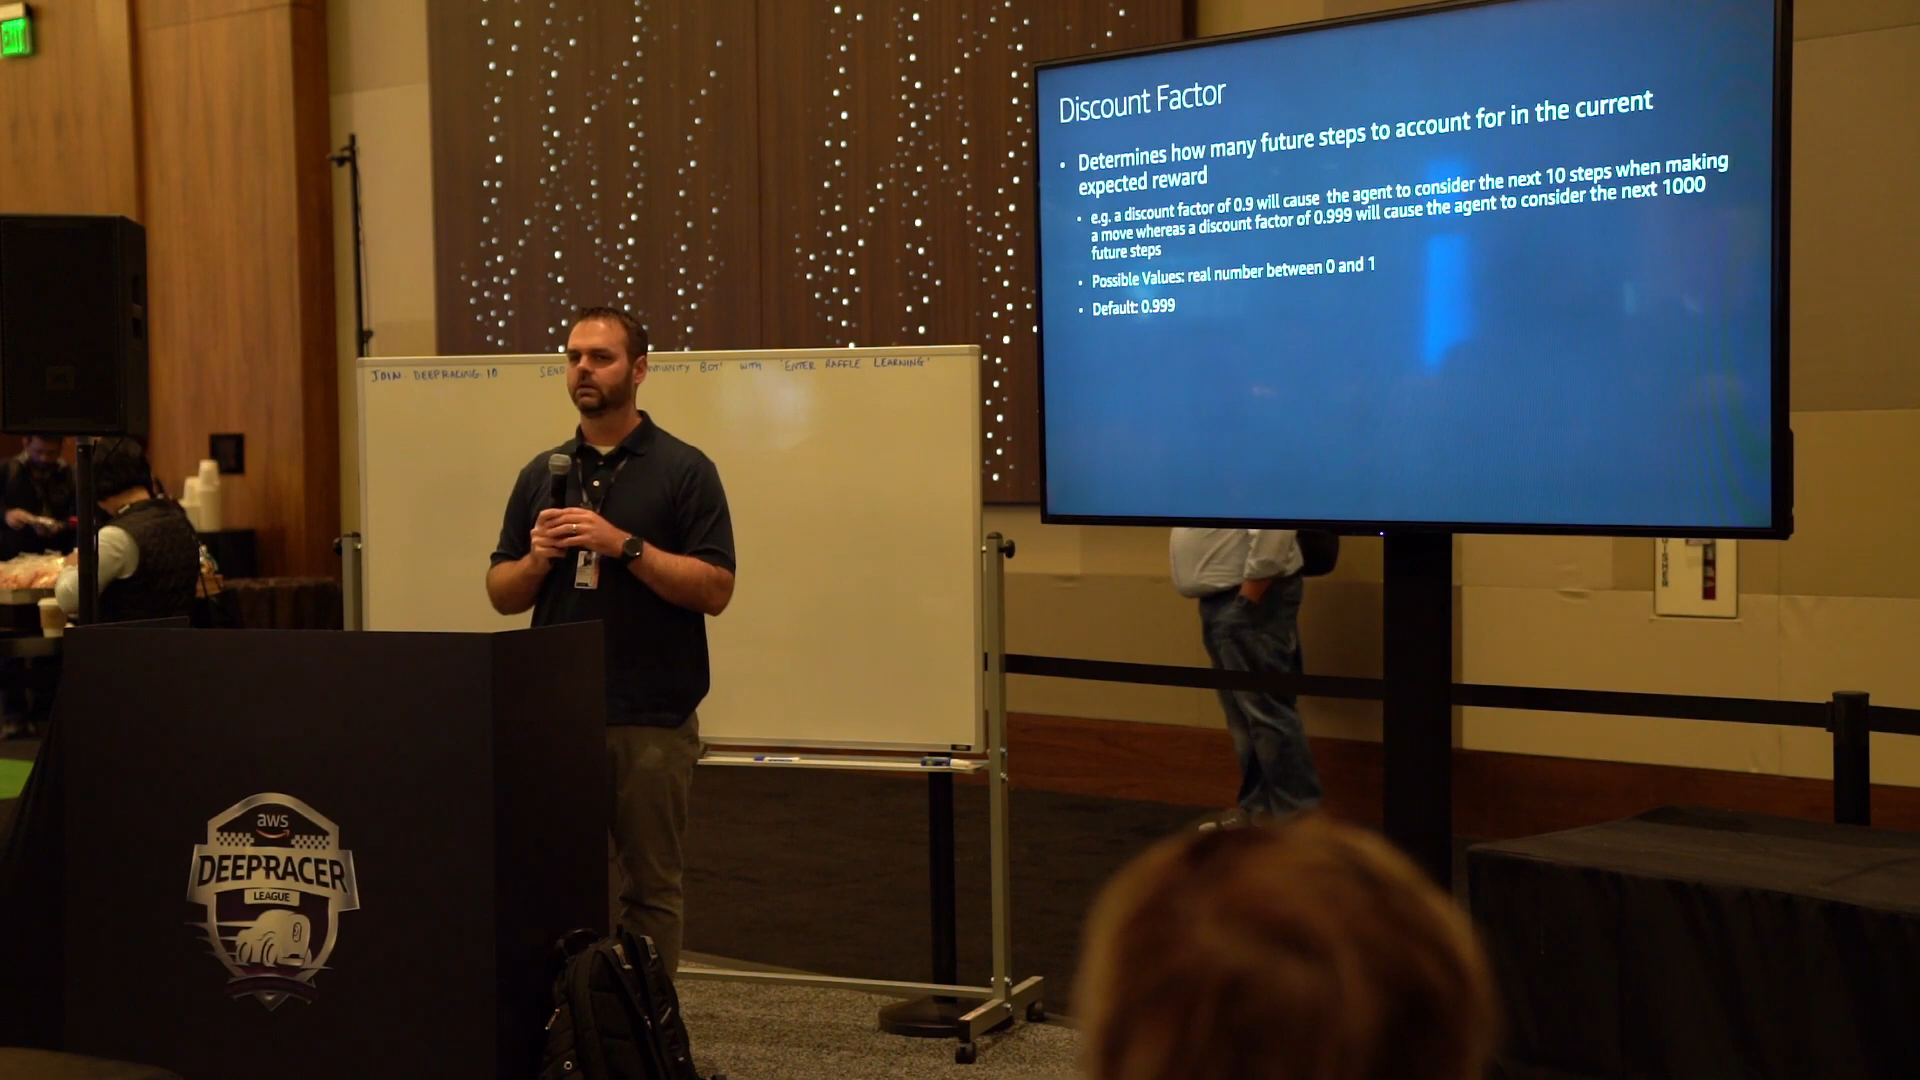 EXIT
Discount Factor
• Determines how many future steps to account for in the current
expected reward
• e.g. a discount factor of 0.9 will cause the agent to consider the next 10 steps when making
a move whereas a discount factor of 0.999 will cause the agent to consider the next 1000
future steps
• Possible Values: real number between 0 and 1
• Default: 0.999
JOIN DEEPRACING.IO SEND MMUNITY BOT' WITH 'ENTER RAFFLE LEARNING'
aws
DEEPRACER
LEAGUE